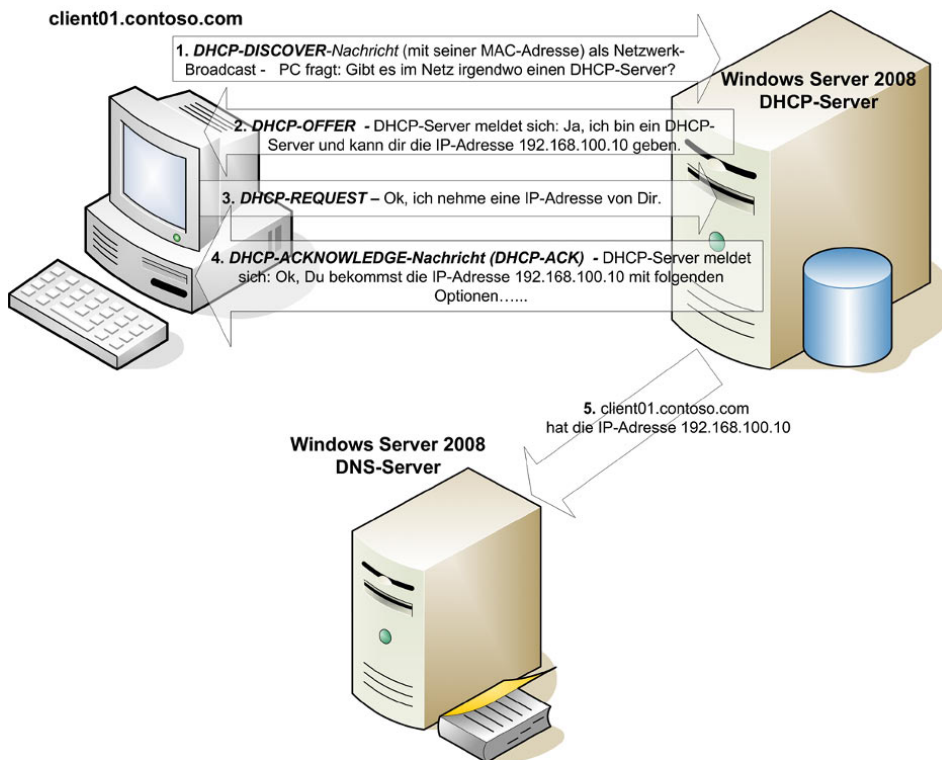 client01.contoso.com
1. DHCP-DISCOVER-Nachricht (mit seiner MAC-Adresse) als Netzwerk-
Broadcast - PC fragt: Gibt es im Netz irgendwo einen DHCP-Server?
Windows Server 2008
DHCP-Server
2. DHCP-OFFER - DHCP-Server meldet sich: Ja, ich bin ein DHCP-
Server und kann dir die IP-Adresse 192.168.100.10 geben.
3. DHCP-REQUEST – Ok, ich nehme eine IP-Adresse von Dir.
4. DHCP-ACKNOWLEDGE-Nachricht (DHCP-ACK) - DHCP-Server meldet
sich: Ok, Du bekommst die IP-Adresse 192.168.100.10 mit folgenden
Optionen…...
5. client01.contoso.com
hat die IP-Adresse 192.168.100.10
Windows Server 2008
DNS-Server